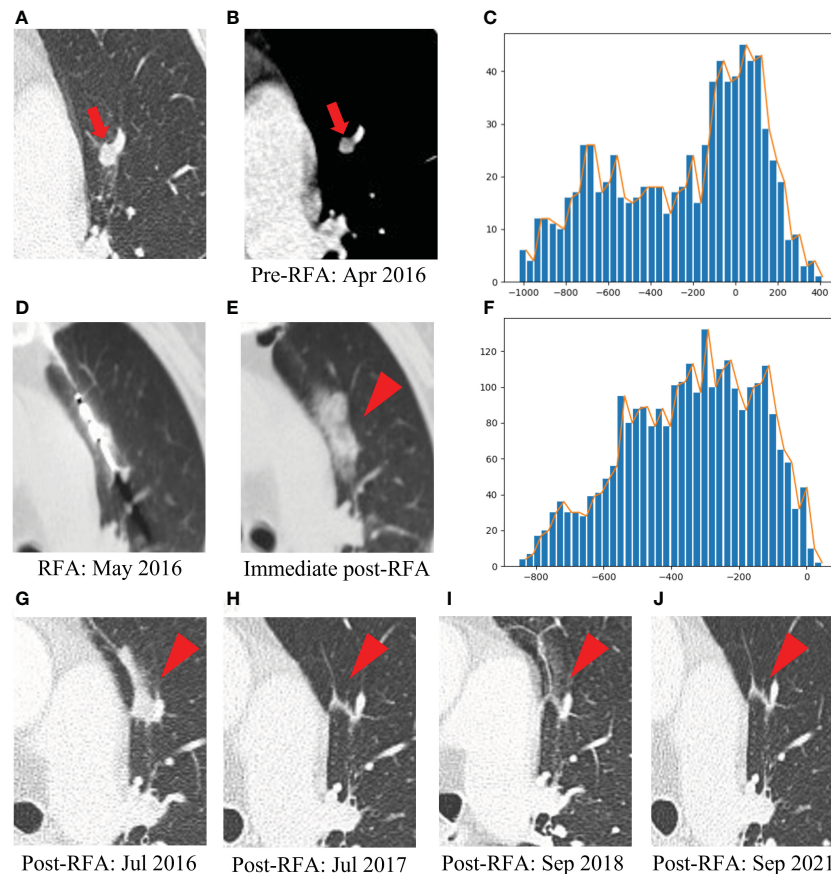 A
B
C
40
30
20
10
0
−1000
−800
−600
−400
−200
0
200
400
Pre-RFA: Apr 2016
D
E
F
120
100
80
60
40
20
0
−800
−600
−400
−200
0
RFA: May 2016
Immediate post-RFA
G
H
I
J
Post-RFA: Jul 2016
Post-RFA: Jul 2017
Post-RFA: Sep 2018
Post-RFA: Sep 2021